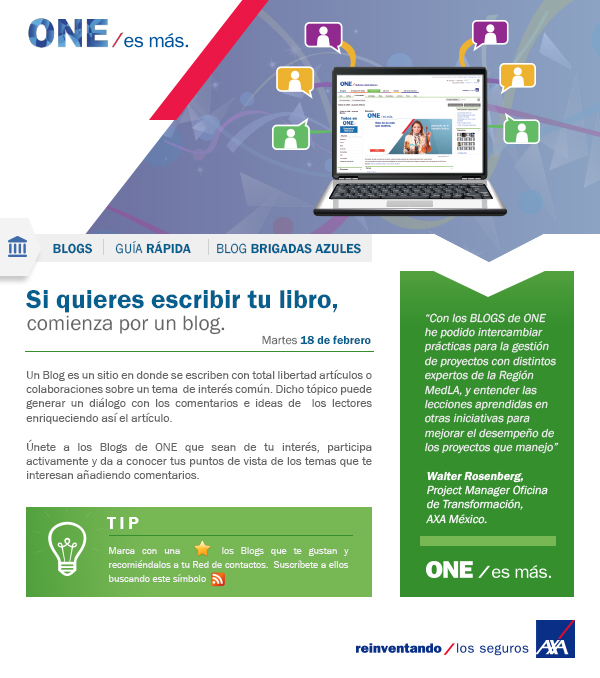 ONE /es más.
BLOGS GUÍA RÁPIDA BLOG BRIGADAS AZULES
Si quieres escribir tu libro,
comienza por un blog.
Martes 18 de febrero
Un Blog es un sitio en donde se escriben con total libertad artículos o
colaboraciones sobre un tema de interés común. Dicho tópico puede
generar un diálogo con los comentarios e ideas de los lectores
enriqueciendo así el artículo.
Únete a los Blogs de ONE que sean de tu interés, participa
activamente y da a conocer tus puntos de vista de los temas que te
interesan añadiendo comentarios.
TIP
Marca con una los Blogs que te gustan y
recomiéndalos a tu Red de contactos. Suscríbete a ellos
buscando este símbolo
“Con los BLOGS de ONE
he podido intercambiar
prácticas para la gestión
de proyectos con distintos
expertos de la Región
MedLA, y entender las
lecciones aprendidas en
otras iniciativas para
mejorar el desempeño de
los proyectos que manejo”
Walter Rosenberg,
Project Manager Oficina
de Transformación,
AXA México.
ONE /es más.
reinventando / los seguros
AXA